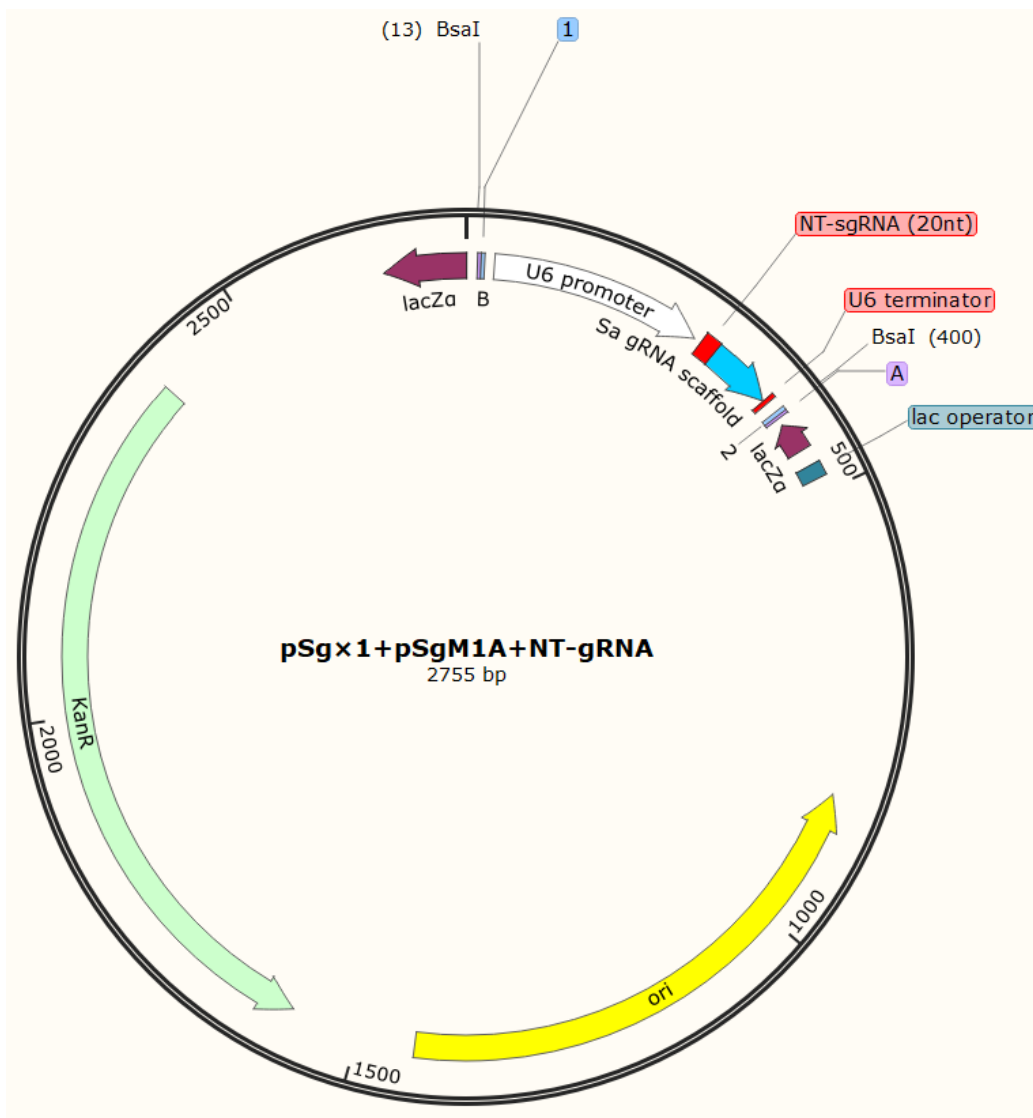 (13) BsaI
1
NT-sgRNA (20nt)
U6 promoter
lacZα
B
U6 terminator
BsaI (400)
Sa gRNA scaffold
A
lac operator
2
lacZα
500
2500
pSg×1+pSgM1A+NT-gRNA
2755 bp
KanR
2000
1000
ori
1500